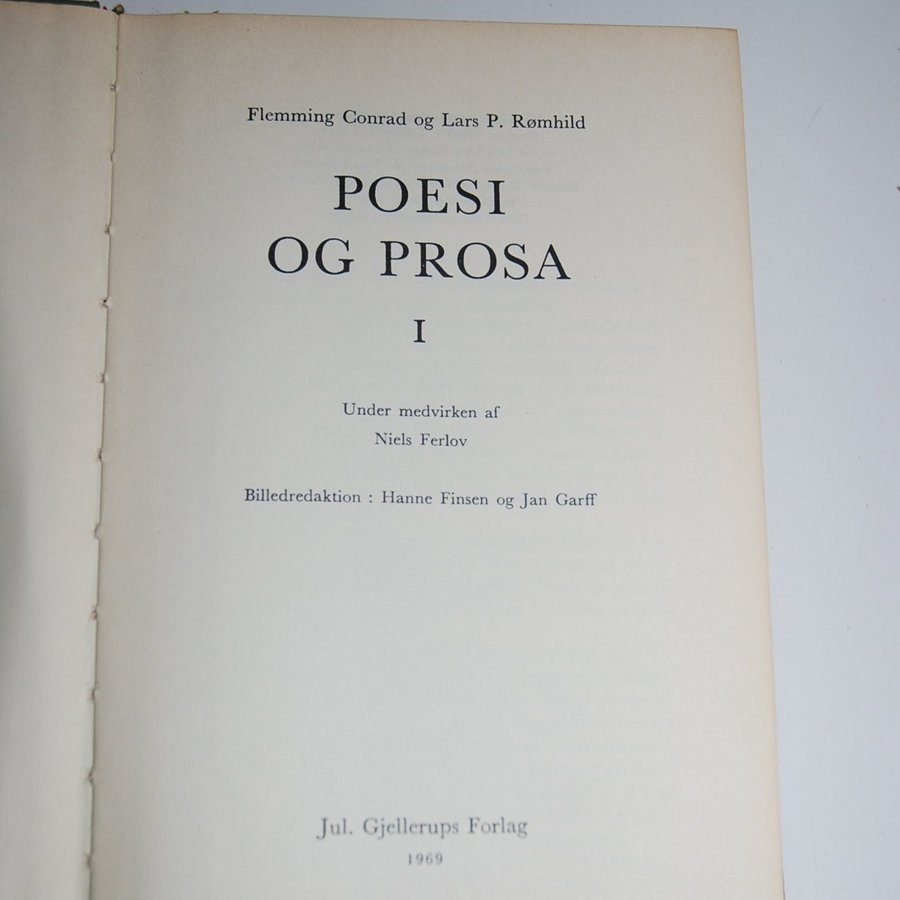 Flemming Conrad og Lars P. Rømhild
POESI
OG PROSA
I
Under medvirken af
Niels Ferlov
Billedredaktion : Hanne Finsen og Jan Garff
Jul. Gjellerups Forlag
1969